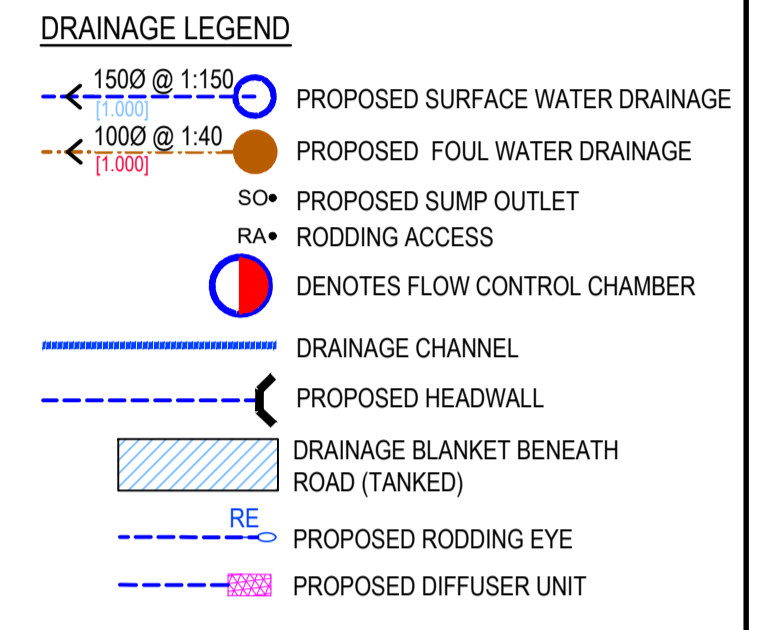 DRAINAGE LEGEND
150Ø @ 1:150
[1.000]
PROPOSED SURFACE WATER DRAINAGE
100Ø @ 1:40
[1.000]
PROPOSED FOUL WATER DRAINAGE
SO
PROPOSED SUMP OUTLET
RA
RODDING ACCESS
DENOTES FLOW CONTROL CHAMBER
DRAINAGE CHANNEL
PROPOSED HEADWALL
DRAINAGE BLANKET BENEATH
ROAD (TANKED)
RE
PROPOSED RODDING EYE
PROPOSED DIFFUSER UNIT